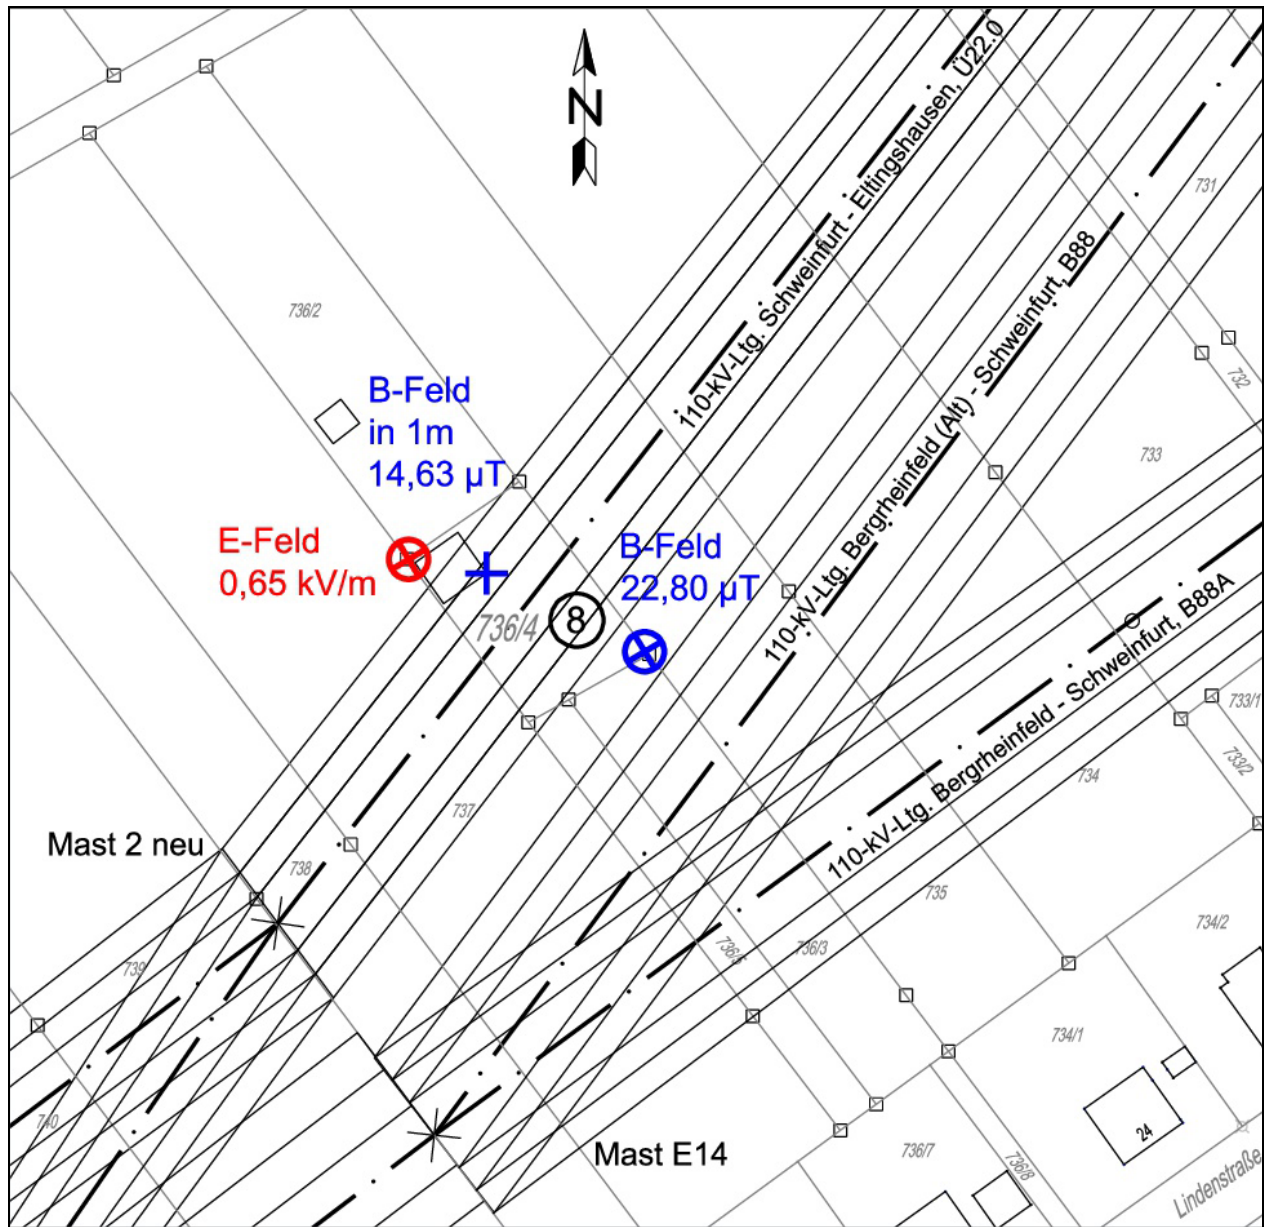 N
110-kV-Ltg. Schweinfurt - Eltingshausen, Ü22.0
731
110-kV-Ltg. Bergrheinfeld (Alt) - Schweinfurt, B88
736/2
732
B-Feld
in 1m
14,63 µT
733
E-Feld
0,65 kV/m
B-Feld
22,80 µT
736/4
8
110-kV-Ltg. Bergrheinfeld - Schweinfurt, B88A
733/1
733/2
734
737
Mast 2 neu
738
735
734/2
736/5
736/3
739
734/1
740
24
Mast E14
736/7
736/8
Lindenstraße